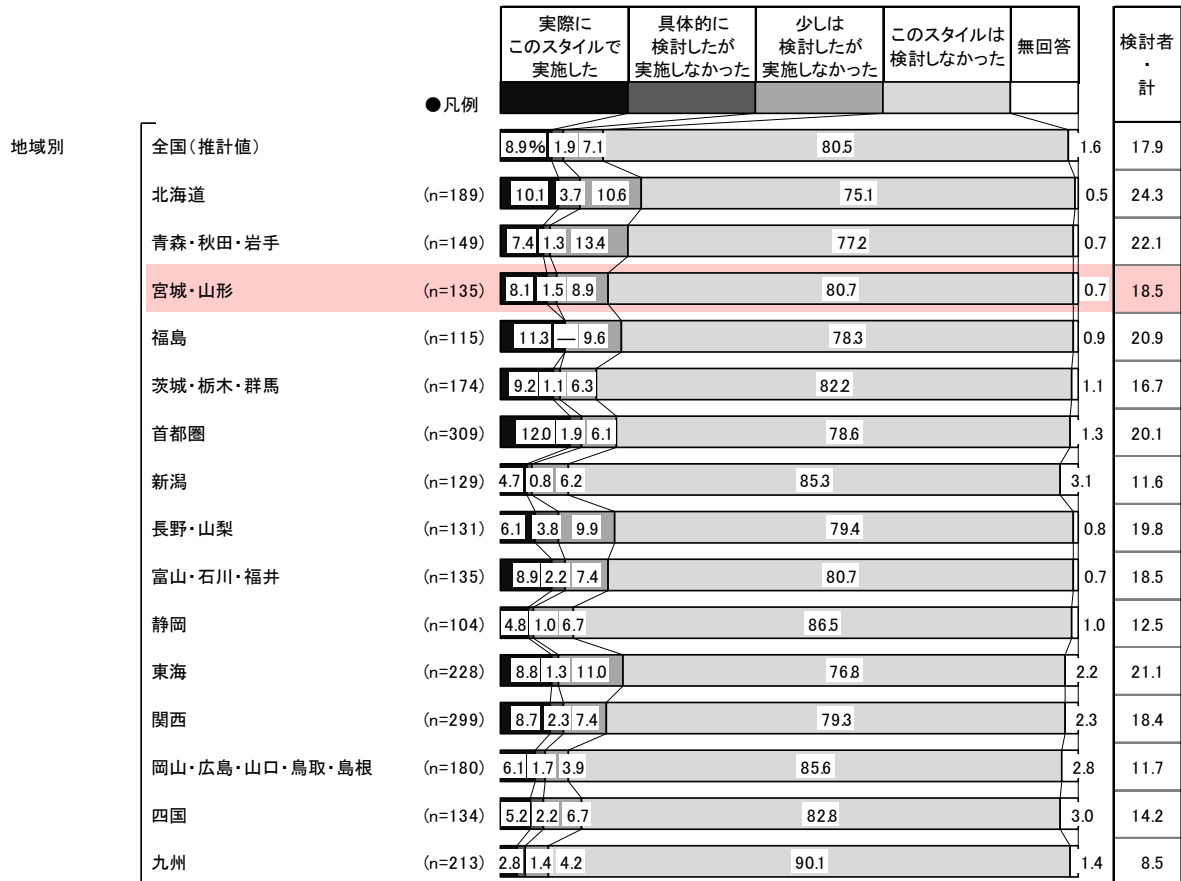 実際に
このスタイルで
実施した
具体的に
検討したが
実施しなかった
少しは
検討したが
実施しなかった
このスタイルは
検討しなかった
無回答
検討者
・
計
●凡例
地域別
全国(推計値) 8.9% 1.9 7.1 80.5 1.6 17.9
北海道 (n=189) 10.1 3.7 10.6 75.1 0.5 24.3
青森・秋田・岩手 (n=149) 7.4 1.3 13.4 77.2 0.7 22.1
宮城・山形 (n=135) 8.1 1.5 8.9 80.7 0.7 18.5
福島 (n=115) 11.3 — 9.6 78.3 0.9 20.9
茨城・栃木・群馬 (n=174) 9.2 1.1 6.3 82.2 1.1 16.7
首都圏 (n=309) 12.0 1.9 6.1 78.6 1.3 20.1
新潟 (n=129) 4.7 0.8 6.2 85.3 3.1 11.6
長野・山梨 (n=131) 6.1 3.8 9.9 79.4 0.8 19.8
富山・石川・福井 (n=135) 8.9 2.2 7.4 80.7 0.7 18.5
静岡 (n=104) 4.8 1.0 6.7 86.5 1.0 12.5
東海 (n=228) 8.8 1.3 11.0 76.8 2.2 21.1
関西 (n=299) 8.7 2.3 7.4 79.3 2.3 18.4
岡山・広島・山口・鳥取・島根 (n=180) 6.1 1.7 3.9 85.6 2.8 11.7
四国 (n=134) 5.2 2.2 6.7 82.8 3.0 14.2
九州 (n=213) 2.8 1.4 4.2 90.1 1.4 8.5